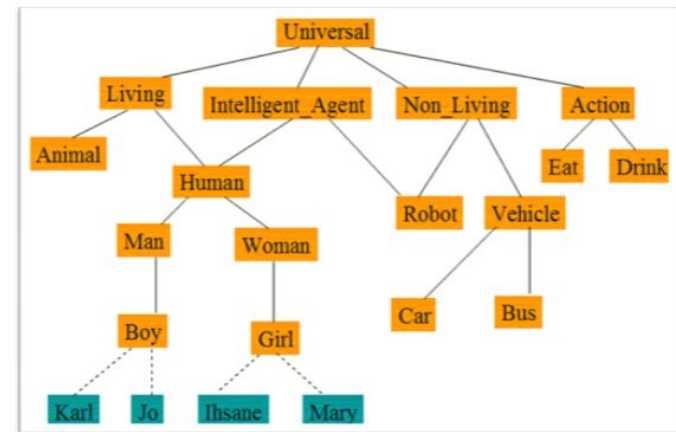 Universal
Living
Intelligent_Agent
Non_Living
Action
Animal
Human
Eat
Drink
Robot
Vehicle
Man
Woman
Car
Bus
Boy
Girl
Karl
Jo
Ihsane
Mary